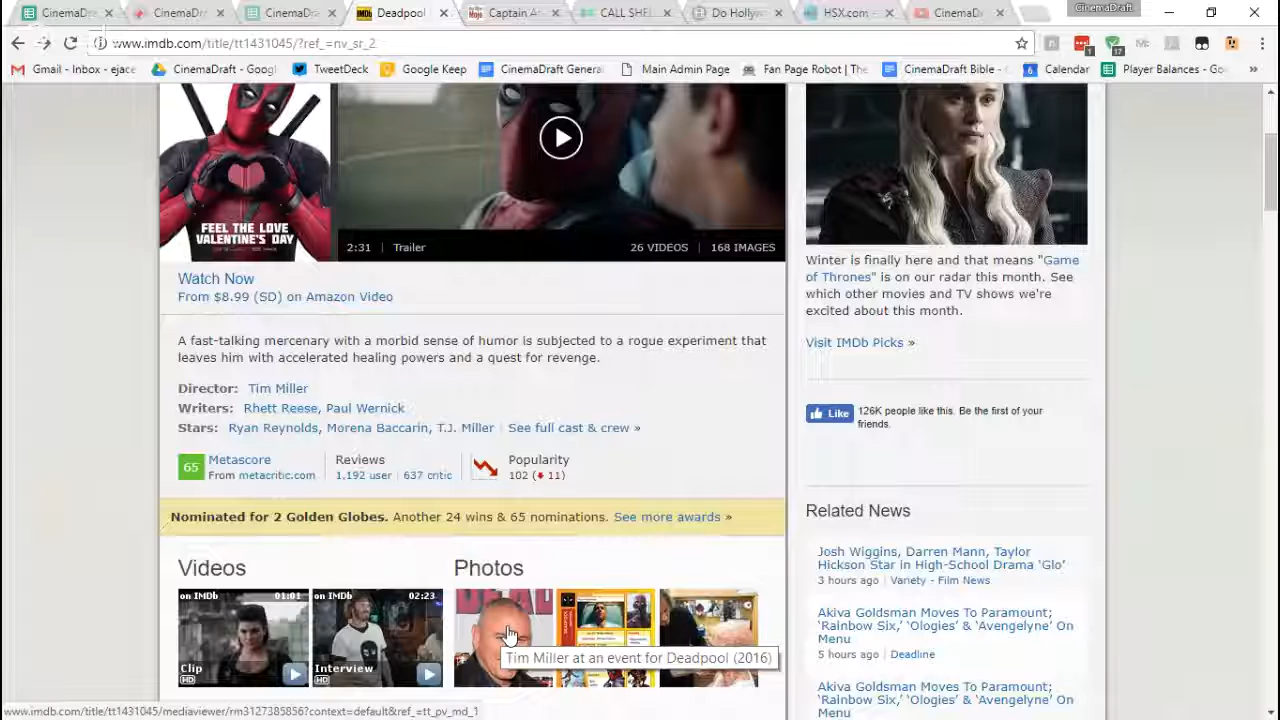 CinemaDraft
CinemaDra
CinemaDr
CinemaDra
Deadpool
Captain A
CALL SHEL
Do Hollyw
HSX.com -
CinemaDr
www.imdb.com/title/tt1431045/?ref_=nv_sr_2
Gmail - Inbox - ejace
CinemaDraft - Googl
TweetDeck
Google Keep
CinemaDraft General
Main Admin Page
Fan Page Robot | The
CinemaDraft Bible -
Calendar
Player Balances - Go
»
FEEL THE LOVE
VALENTINE'S DAY
2:31 | Trailer
26 VIDEOS | 168 IMAGES
Watch Now
From $8.99 (SD) on Amazon Video
A fast-talking mercenary with a morbid sense of humor is subjected to a rogue experiment that
leaves him with accelerated healing powers and a quest for revenge.
Director: Tim Miller
Writers: Rhett Reese, Paul Wernick
Stars: Ryan Reynolds, Morena Baccarin, T.J. Miller | See full cast & crew »
65
Metascore
From metacritic.com
Reviews
1,192 user | 637 critic
Popularity
102 (11)
Nominated for 2 Golden Globes. Another 24 wins & 65 nominations. See more awards »
Videos
on IMDb
01:01
Clip
HD
on IMDb
02:23
Interview
HD
Photos
DEAD
Tim Miller at an event for Deadpool (2016)
Winter is finally here and that means "Game
of Thrones" is on our radar this month. See
which other movies and TV shows we're
excited about this month.
Visit IMDb Picks »
Like
126K people like this. Be the first of your
friends.
Related News
Josh Wiggins, Darren Mann, Taylor
Hickson Star in High-School Drama ‘Glo’
3 hours ago | Variety - Film News
Akiva Goldsman Moves To Paramount;
‘Rainbow Six,’ ‘Ologies’ & ‘Avengelyne’ On
Menu
5 hours ago | Deadline
Akiva Goldsman Moves To Paramount;
‘Rainbow Six,’ ‘Ologies’ & ‘Avengelyne’ On
Menu
www.imdb.com/title/tt1431045/mediaviewer/rm3127385856?context=default&ref_=tt_pv_md_1